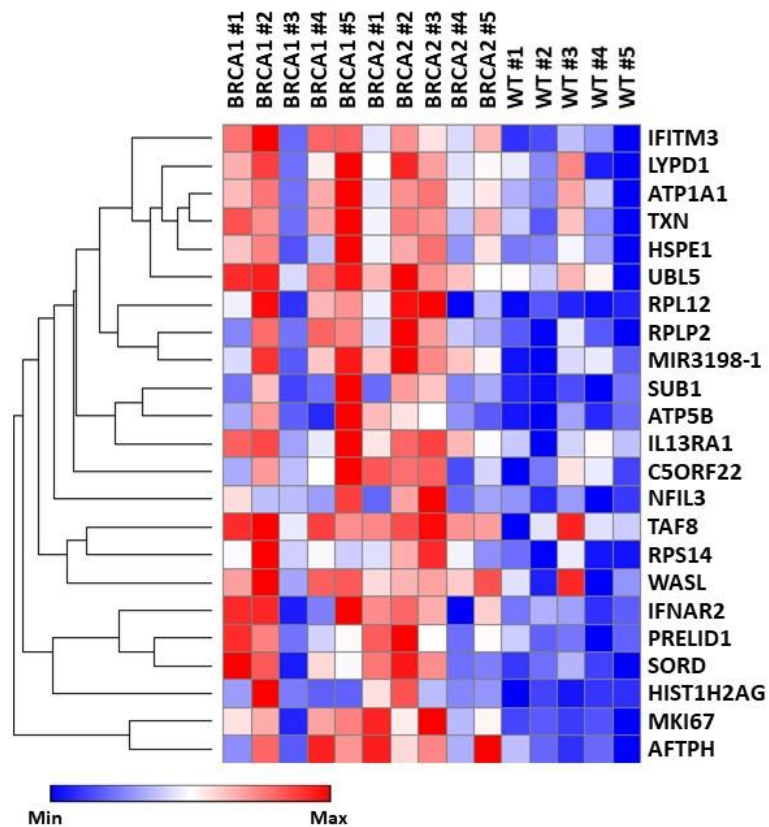 BRCA1 #1
BRCA1 #2
BRCA1 #3
BRCA1 #4
BRCA1 #5
BRCA2 #1
BRCA2 #2
BRCA2 #3
BRCA2 #4
BRCA2 #5
WT #1
WT #2
WT #3
WT #4
WT #5
IFITM3
LYPD1
ATP1A1
TXN
HSPE1
UBL5
RPL12
RPLP2
MIR3198-1
SUB1
ATP5B
IL13RA1
C5ORF22
NFIL3
TAF8
RPS14
WASL
IFNAR2
PRELID1
SORD
HIST1H2AG
MKI67
AFTPH
Min Max